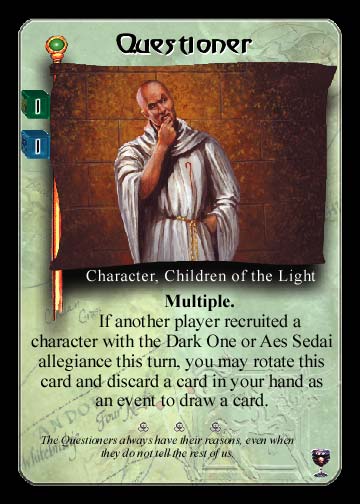 Questioner
1
1
Character, Children of the Light
Multiple.
If another player recruited a
character with the Dark One or Aes Sedai
allegiance this turn, you may rotate this
card and discard a card in your hand as
an event to draw a card.
The Questioners always have their reasons, even when
they do not tell the rest of us.